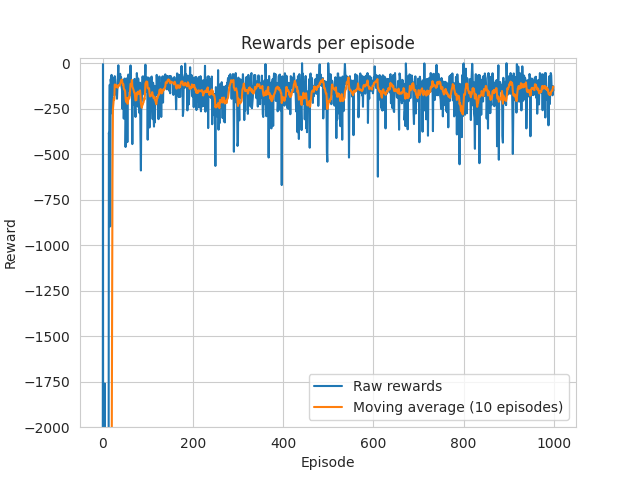 Rewards per episode
Reward
0
−250
−500
−750
−1000
−1250
−1500
−1750
−2000
0 200 400 600 800 1000
Episode
Raw rewards
Moving average (10 episodes)